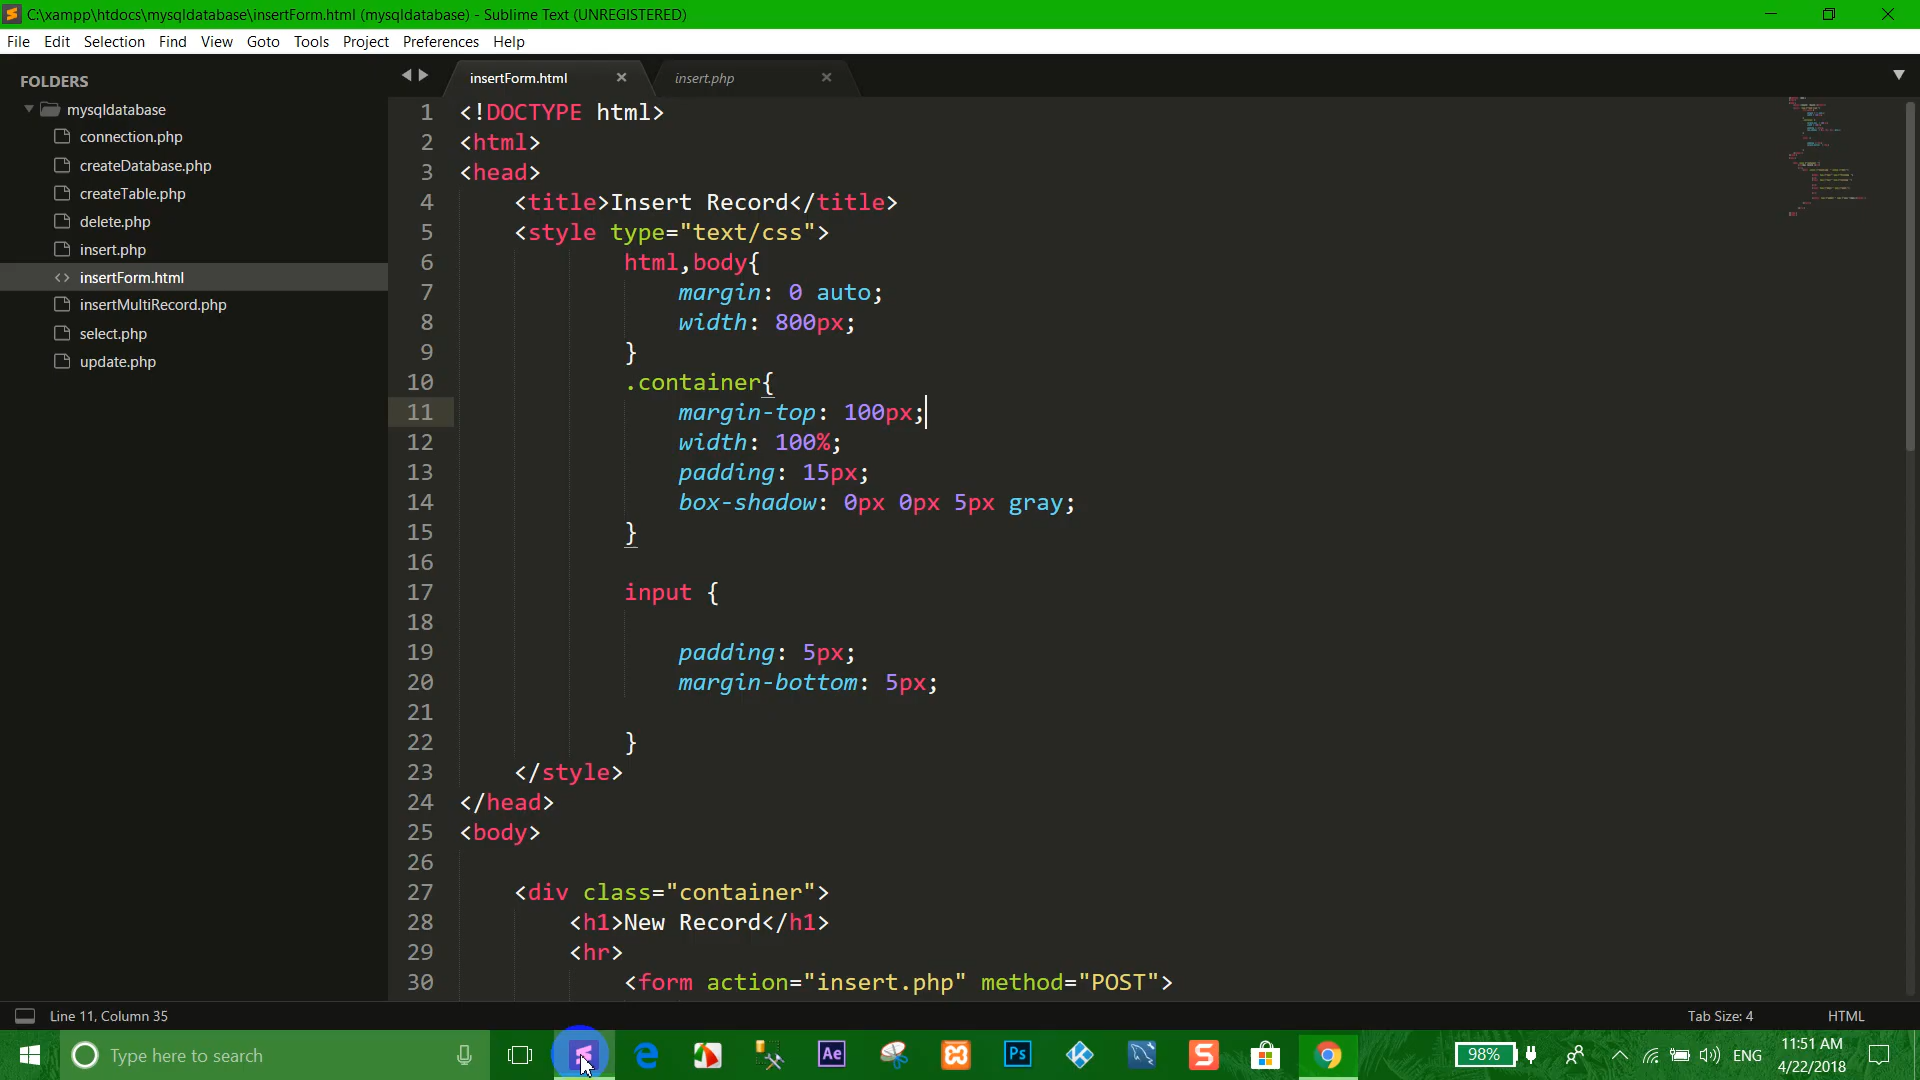 C:\xampp\htdocs\mysqldatabase\insertForm.html (mysqldatabase) - Sublime Text (UNREGISTERED)
File Edit Selection Find View Goto Tools Project Preferences Help
FOLDERS
mysqldatabase
connection.php
createDatabase.php
createTable.php
delete.php
insert.php
insertForm.html
insertMultiRecord.php
select.php
update.php
insertForm.html insert.php
1 <!DOCTYPE html>
2 <html>
3 <head>
4 <title>Insert Record</title>
5 <style type="text/css">
6 html,body{
7 margin: 0 auto;
8 width: 800px;
9 }
10 .container{
11 margin-top: 100px;
12 width: 100%;
13 padding: 15px;
14 box-shadow: 0px 0px 5px gray;
15 }
16
17 input {
18
19 padding: 5px;
20 margin-bottom: 5px;
21
22 }
23 </style>
24 </head>
25 <body>
26
27 <div class="container">
28 <h1>New Record</h1>
29 <hr>
30 <form action="insert.php" method="POST">
Line 11, Column 35 Tab Size: 4 HTML
Type here to search
Ae
Ps
S
98%
ENG
11:51 AM
4/22/2018